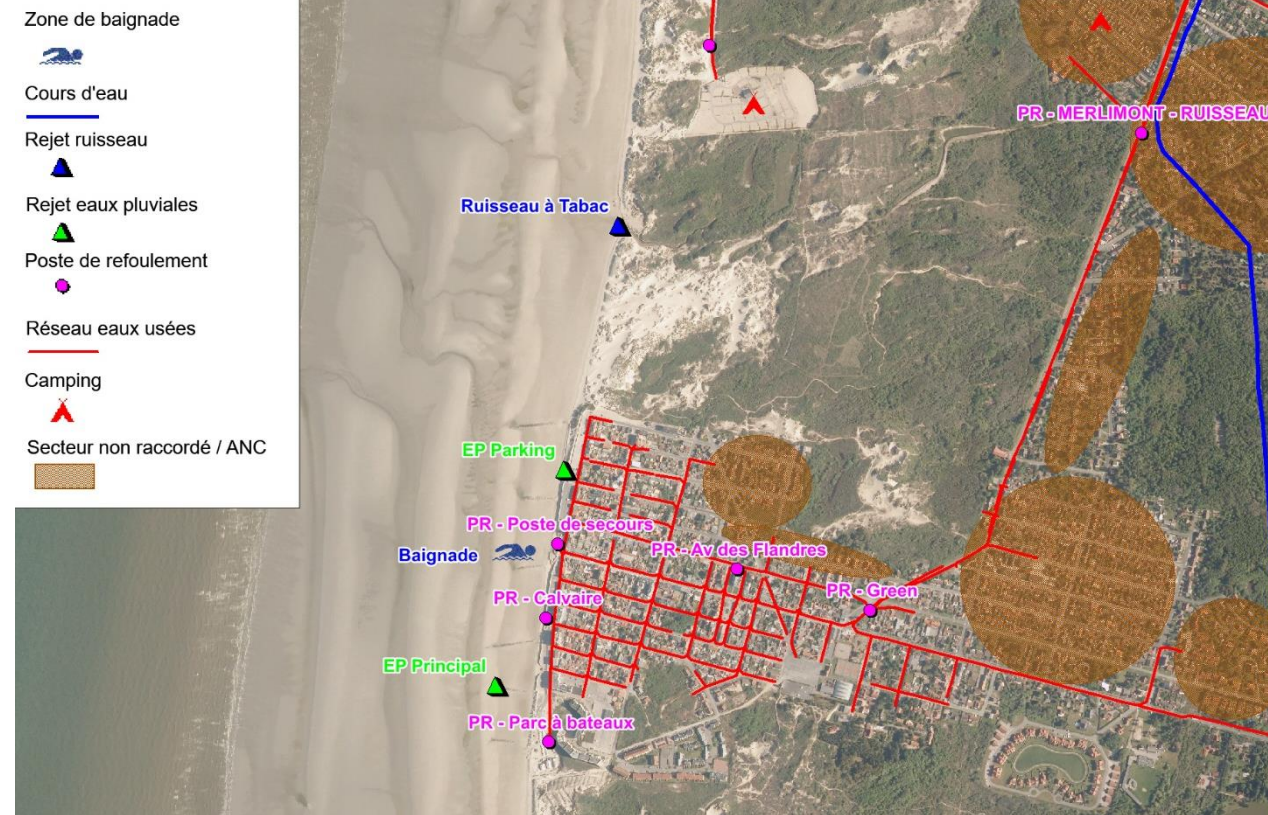 Zone de baignade
Cours d'eau
Rejet ruisseau
Rejet eaux pluviales
Poste de refoulement
Réseau eaux usées
Camping
Secteur non raccordé / ANC
PR - MERLIMONT - RUISSEAU
Ruisseau à Tabac
EP Parking
PR - Poste de secours
Baignade
PR - Av des Flandres
PR - Green
PR - Calvaire
EP Principal
PR - Parc à bateaux